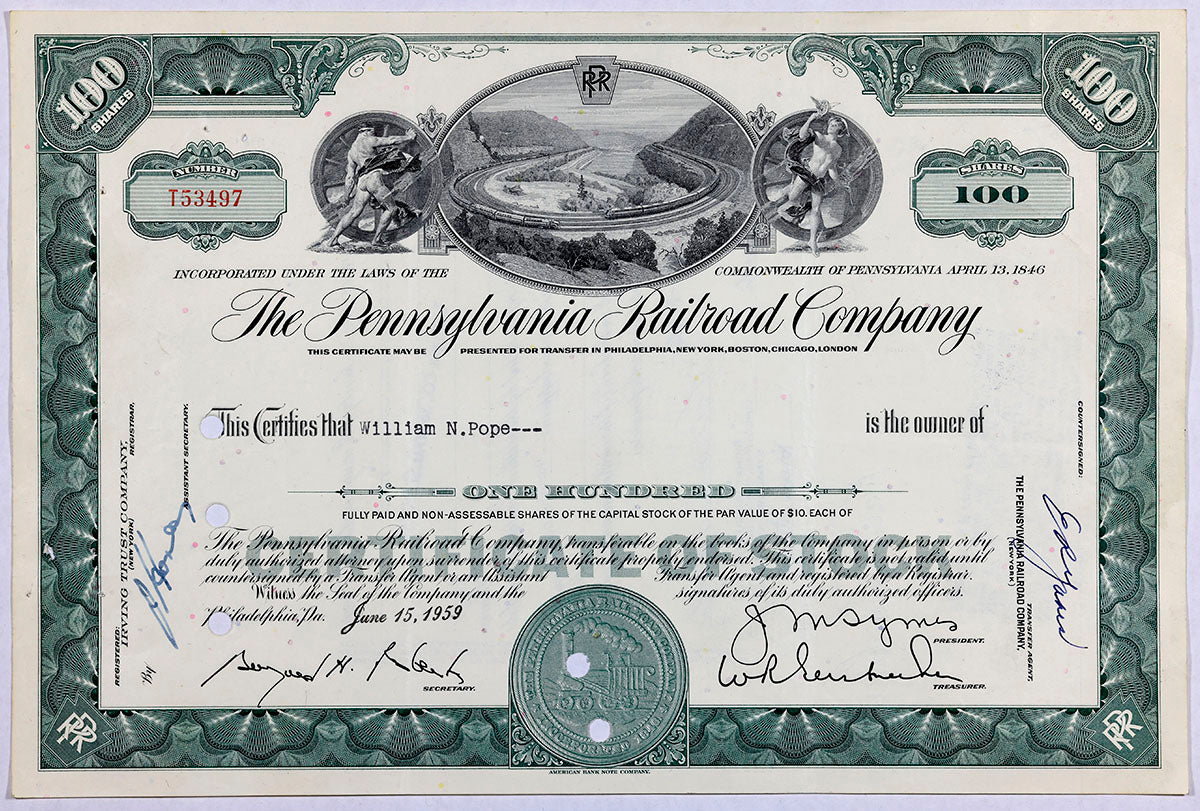 100 SHARES
100 SHARES
PRR
NUMBER
T53497
SHARES
100
INCORPORATED UNDER THE LAWS OF THE COMMONWEALTH OF PENNSYLVANIA APRIL 13, 1846
The Pennsylvania Railroad Company
THIS CERTIFICATE MAY BE PRESENTED FOR TRANSFER IN PHILADELPHIA, NEW YORK, BOSTON, CHICAGO, LONDON
This Certifies that William N.Pope--- is the owner of
ONE HUNDRED
FULLY PAID AND NON-ASSESSABLE SHARES OF THE CAPITAL STOCK OF THE PAR VALUE OF $10. EACH OF
CERTIFICATE OF STOCK
The Pennsylvania Railroad Company, transferable on the books of the Company in person or by
duly authorized attorney upon surrender of this certificate properly endorsed. This certificate is not valid until
countersigned by a Transfer Agent or an Assistant Transfer Agent and registered by a Registrar.
Witness the Seal of the Company and the signatures of its duly authorized officers.
Philadelphia, Pa. June 15, 1959
J M Symes
PRESIDENT.
SECRETARY.
TREASURER.
REGISTERED:
IRVING TRUST COMPANY,
(NEW YORK)
REGISTRAR.
By
ASSISTANT SECRETARY.
COUNTERSIGNED:
THE PENNSYLVANIA RAILROAD COMPANY,
(NEW YORK)
TRANSFER AGENT.
PRR
PRR
AMERICAN BANK NOTE COMPANY.